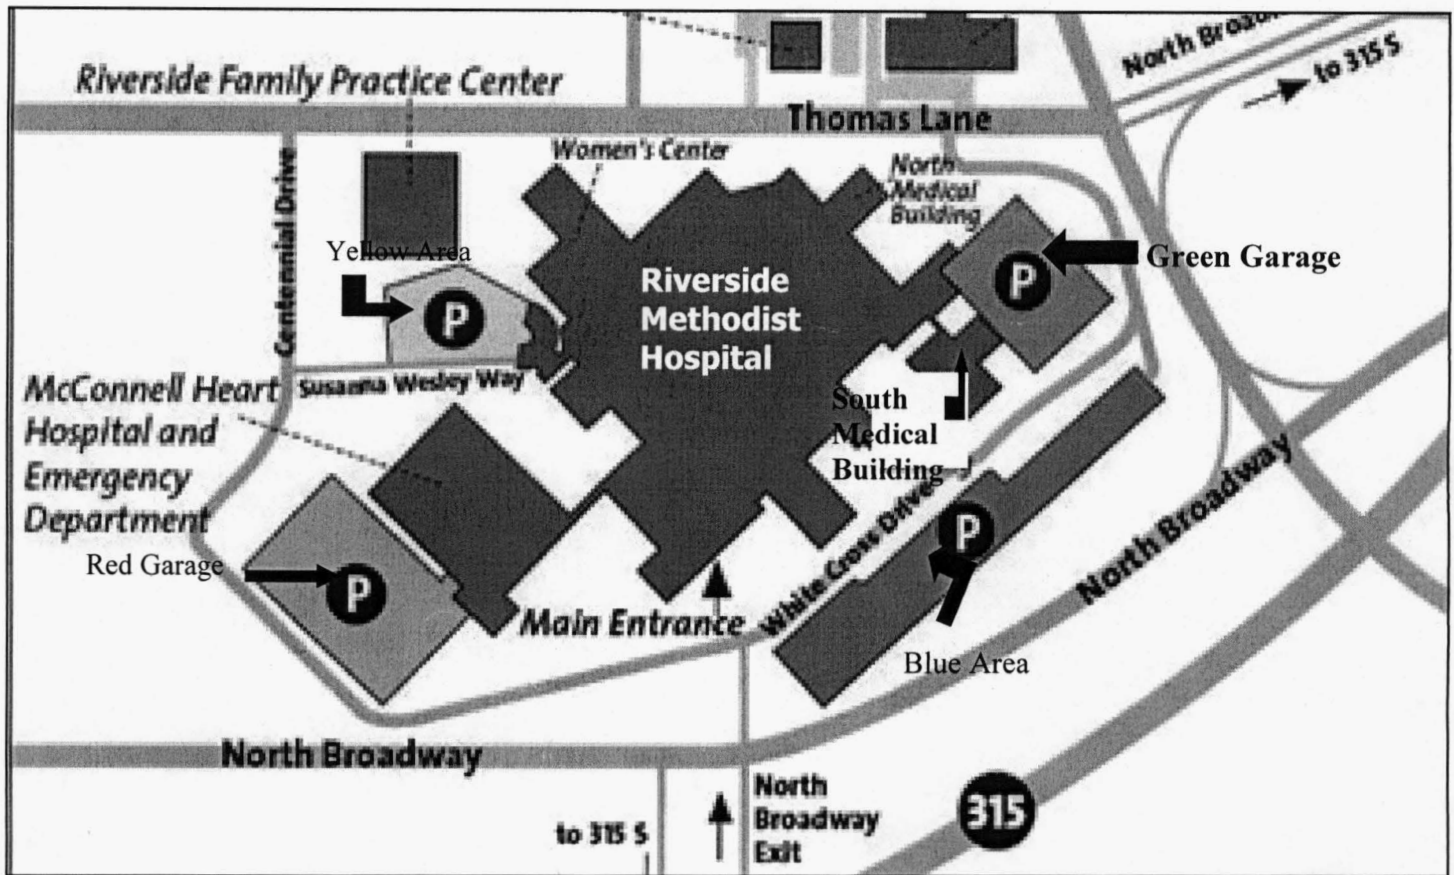 North Broadw
to 315 S
Riverside Family Practice Center
Thomas Lane
Women's Center
North
Medical
Building
Centennial Drive
Yellow Area
P
Riverside
Methodist
Hospital
P
Green Garage
Susanna Wesley Way
McConnell Heart
Hospital and
Emergency
Department
South
Medical
Building
Red Garage
P
Main Entrance
White Cross Drive
P
Blue Area
North Broadway
North Broadway
to 315 S
North
Broadway
Exit
315